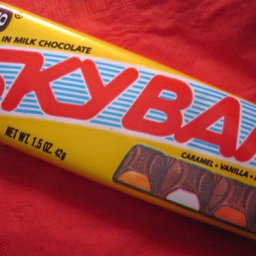 IN MILK CHOCOLATE
SKY BAR
NET WT. 1.5 OZ. 42g
CARAMEL • VANILLA •